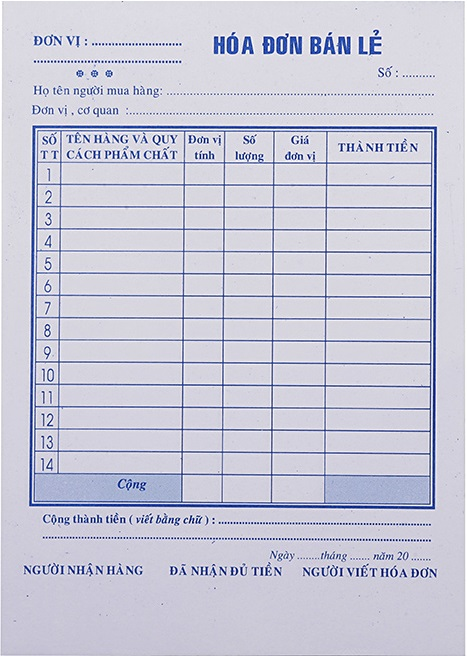 ĐƠN VỊ : ........................
HÓA ĐƠN BÁN LẺ
Số : ..........
Họ tên người mua hàng: ........................
Đơn vị , cơ quan :........................
SỐ TT TÊN HÀNG VÀ QUY CÁCH PHẨM CHẤT Đơn vị tính Số lượng Giá đơn vị THÀNH TIỀN
1
2
3
4
5
6
7
8
9
10
11
12
13
14
Cộng
Cộng thành tiền ( viết bằng chữ ) : ........................
Ngày ........tháng ....... năm 20 .......
NGƯỜI NHẬN HÀNG ĐÃ NHẬN ĐỦ TIỀN NGƯỜI VIẾT HÓA ĐƠN